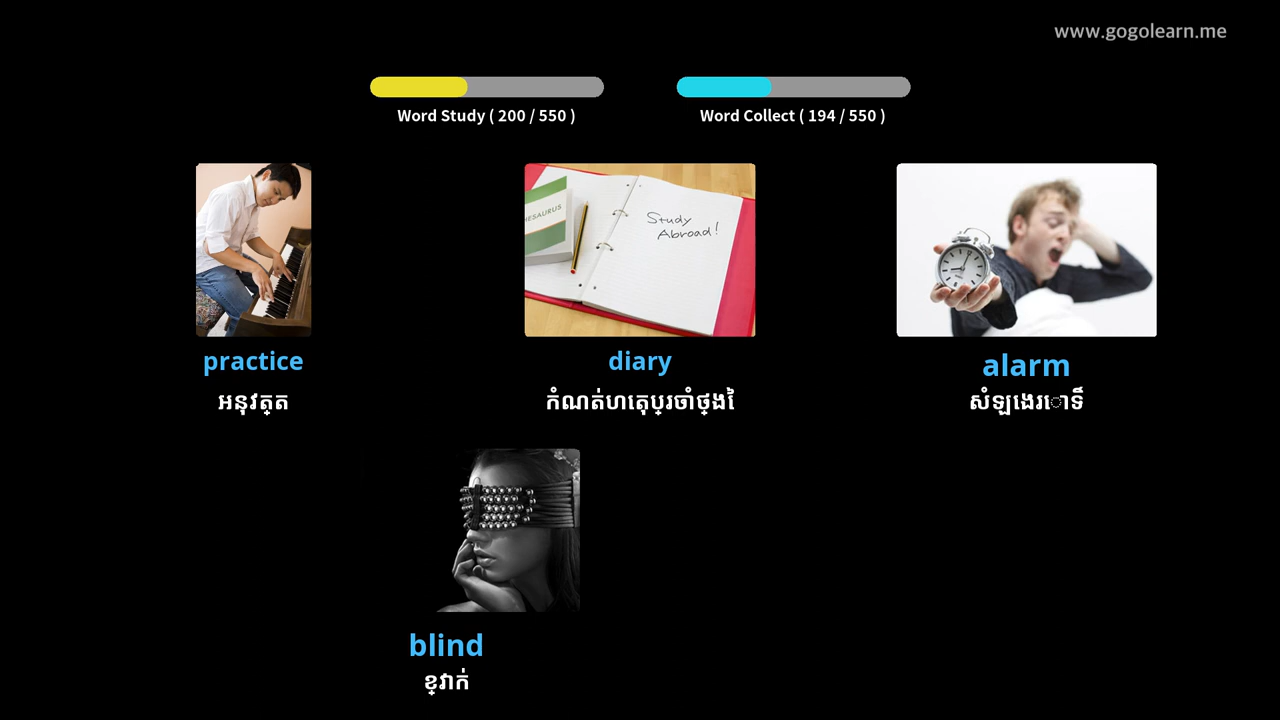 www.gogolearn.me
Word Study ( 200 / 550 )
Word Collect ( 194 / 550 )
THESAURUS
Study
Abroad!
practice
diary
alarm
អនុវត្ត
កំណត់ហេតុប្រចាំថ្ងៃ
សំឡេងរោទិ៍
blind
ខ្វាក់